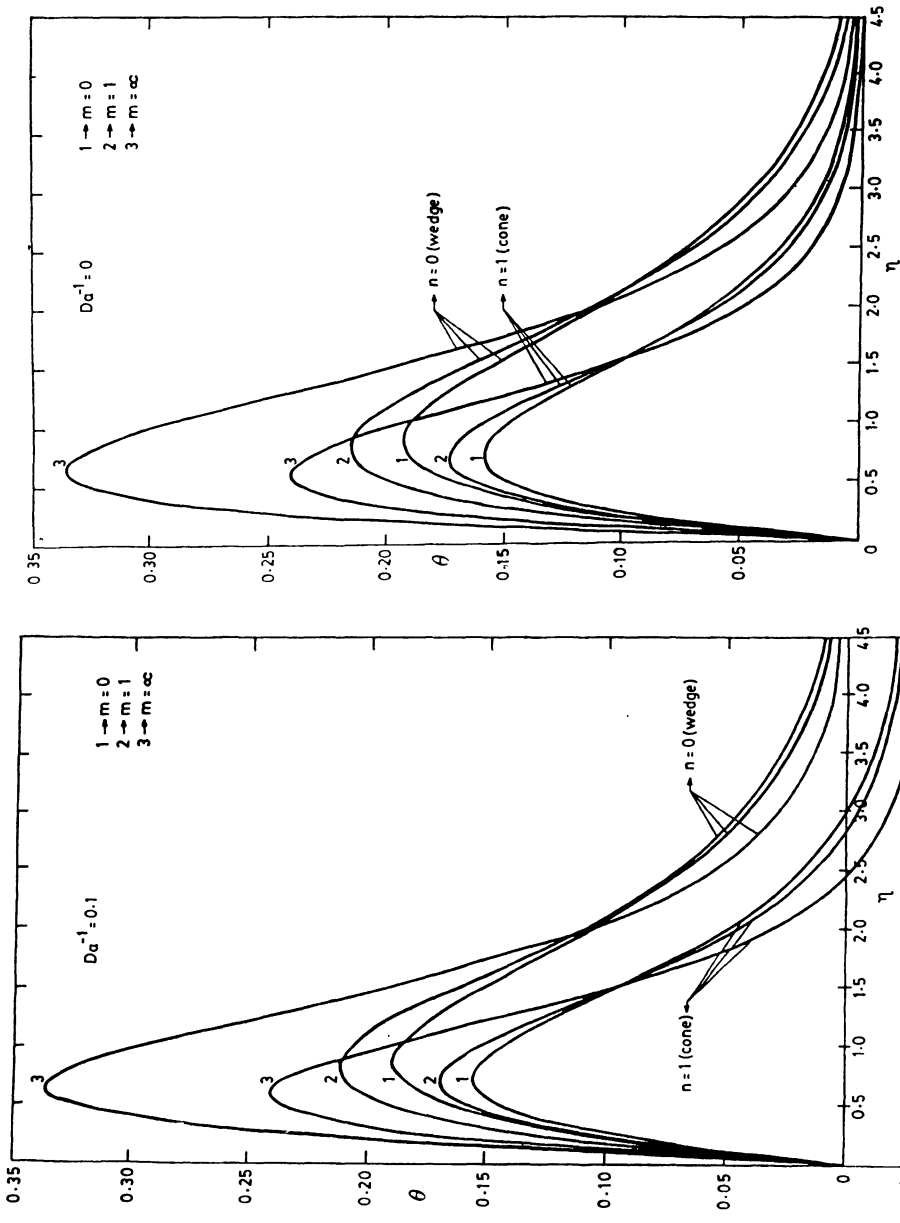 0.35
0.30
0.25
0.20
0.15
0.10
0.05
0
θ
Da⁻¹ = 0
1 → m = 0
2 → m = 1
3 → m = ∝
3
3
2
1
2
1
n = 0 (wedge)
n = 1 (cone)
0.5
1.0
1.5
2.0
2.5
3.0
3.5
4.0
4.5
η
0.35
0.30
0.25
0.20
0.15
0.10
0.05
0
θ
Da⁻¹ = 0.1
1 → m = 0
2 → m = 1
3 → m = ∝
3
3
2
1
2
1
n = 0 (wedge)
n = 1 (cone)
0.5
1.0
1.5
2.0
2.5
3.0
3.5
4.0
4.5
η